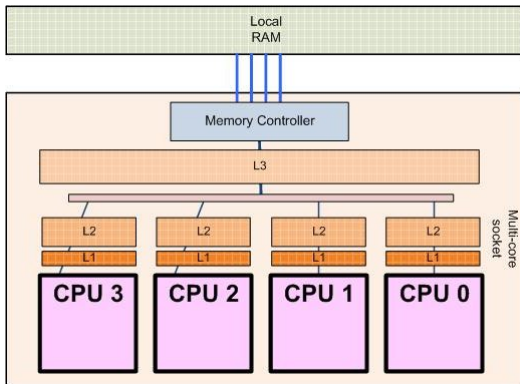 Local
RAM
Memory Controller
L3
L2
L2
L2
L2
L1
L1
L1
L1
CPU 3
CPU 2
CPU 1
CPU 0
Multi-core
socket